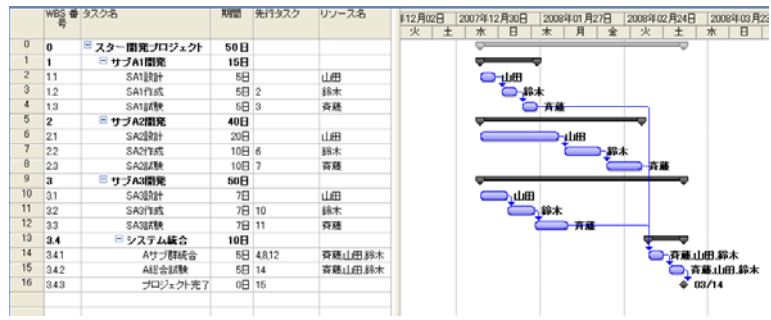 WBS 番号 タスク名 期間 先行タスク リソース名
年12月02日 2007年12月30日 2008年01月27日 2008年02月24日 2008年03月23
火 土 水 日 木 月 金 火 土 水 日
0 0 スター開発プロジェクト 50日
1 1 サブA1開発 15日
2 1.1 SA1設計 5日 山田 山田
3 1.2 SA1作成 5日 2 鈴木 鈴木
4 1.3 SA1試験 5日 3 斉藤 斉藤
5 2 サブA2開発 40日
6 2.1 SA2設計 20日 山田 山田
7 2.2 SA2作成 10日 6 鈴木 鈴木
8 2.3 SA2試験 10日 7 斉藤 斉藤
9 3 サブA3開発 50日
10 3.1 SA3設計 7日 山田 山田
11 3.2 SA3作成 7日 10 鈴木 鈴木
12 3.3 SA3試験 7日 11 斉藤 斉藤
13 3.4 システム統合 10日
14 3.4.1 Aサブ群統合 5日 4,8,12 斉藤,山田,鈴木 斉藤,山田,鈴木
15 3.4.2 A総合試験 5日 14 斉藤,山田,鈴木 斉藤,山田,鈴木
16 3.4.3 プロジェクト完了 0日 15 03/14